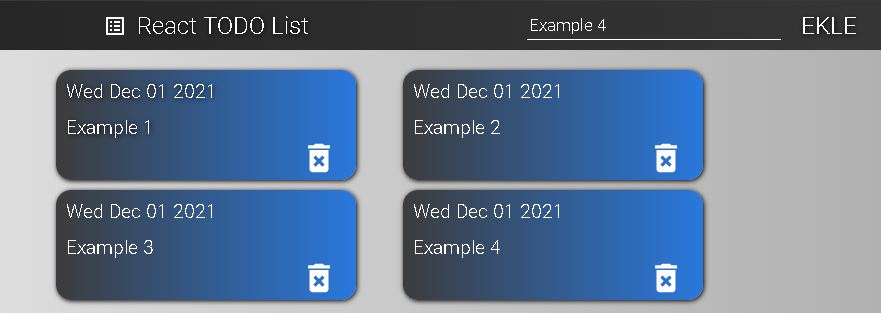 React TODO List
Example 4
EKLE
Wed Dec 01 2021
Example 1
Wed Dec 01 2021
Example 2
Wed Dec 01 2021
Example 3
Wed Dec 01 2021
Example 4